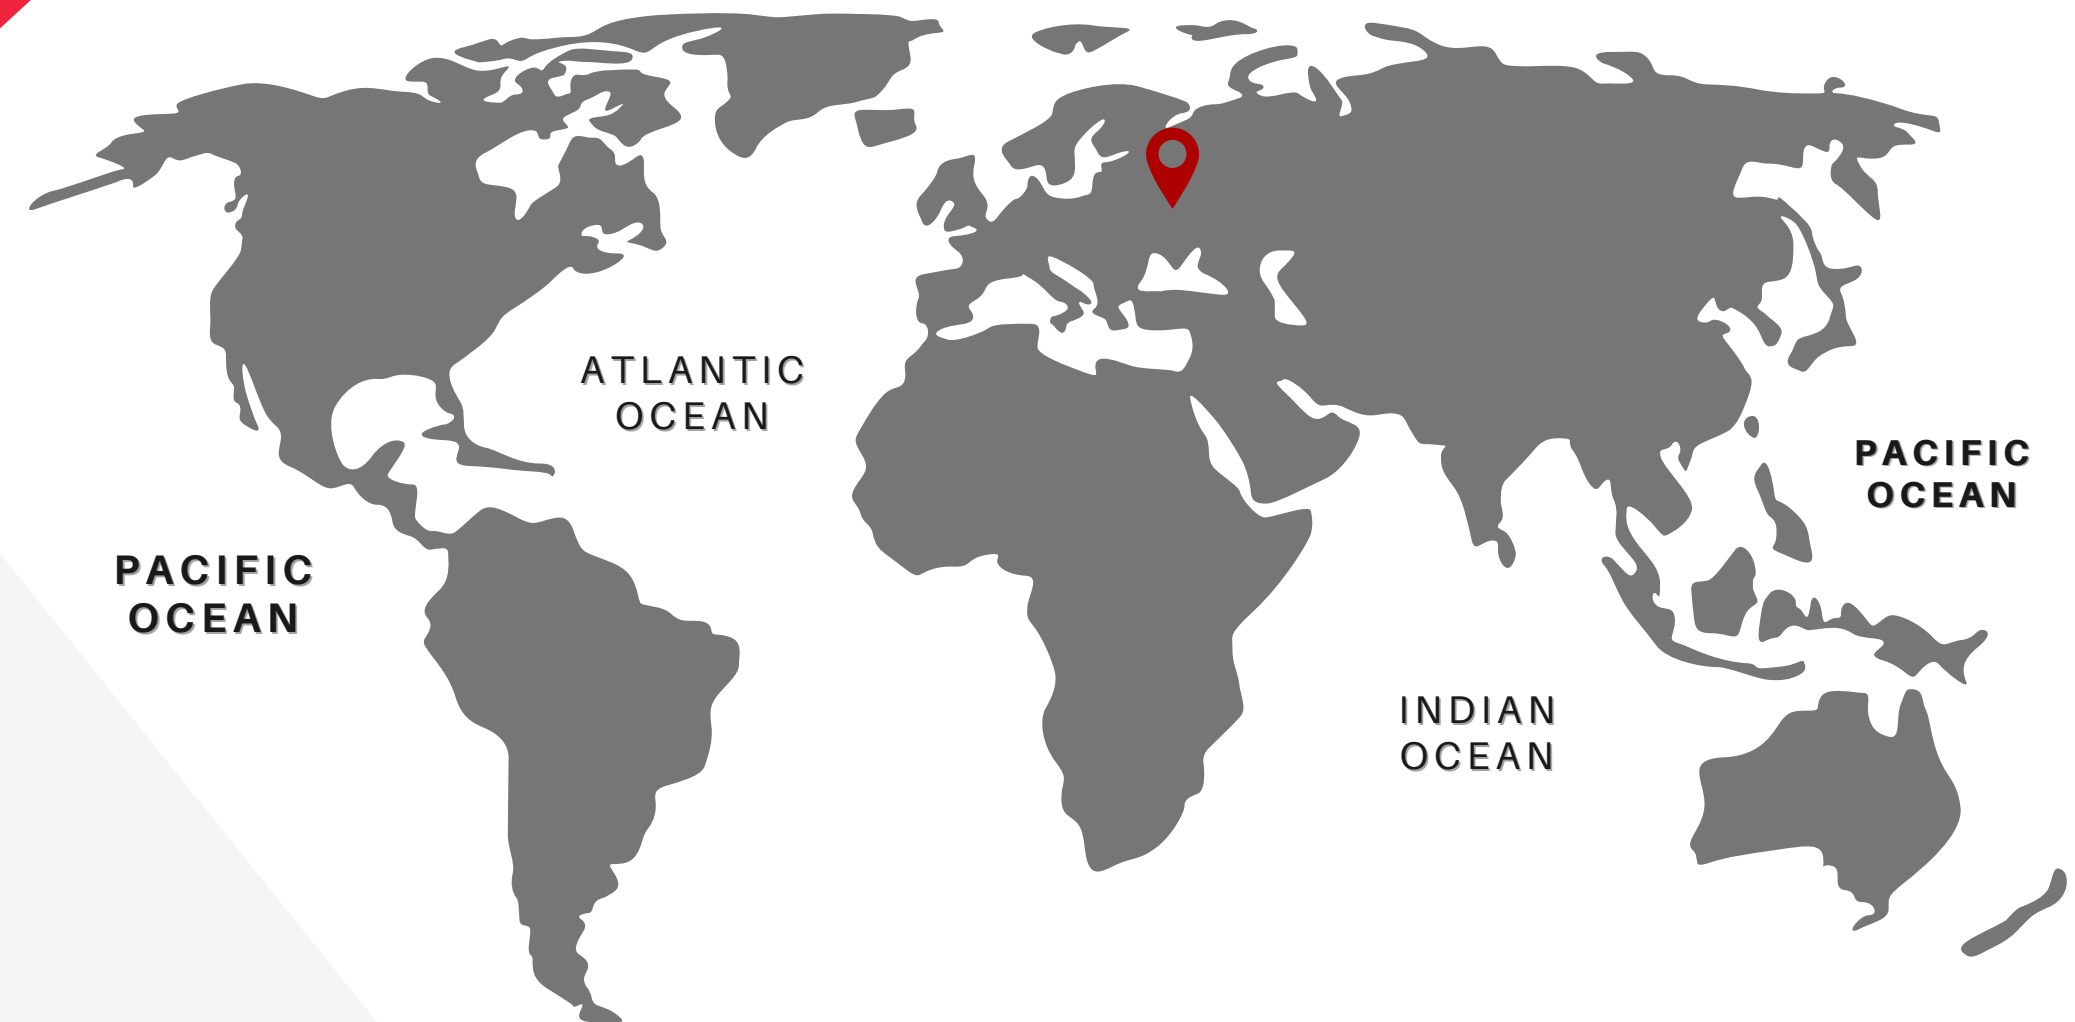 ATLANTIC
OCEAN
PACIFIC
OCEAN
PACIFIC
OCEAN
INDIAN
OCEAN